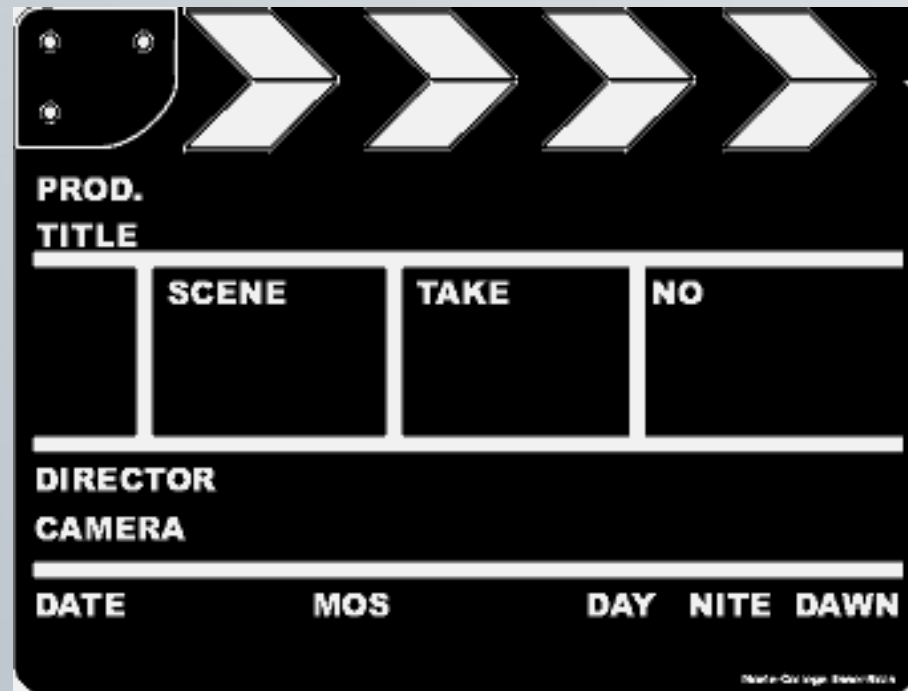 PROD.
TITLE
SCENE TAKE NO
DIRECTOR
CAMERA
DATE MOS DAY NITE DAWN